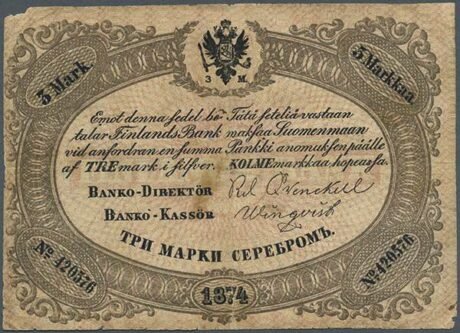 3 Mark.
3 Markkaa
3 M.
Emot denna sedel be-
talar Finlands Bank
vid anfordran en summa
af TRE mark i silfver.
Tätä seteliä vastaan
maksaa Suomenmaan
Pankki anomuksen päälle
KOLME markkaa hopeassa.
BANKO-DIREKTÖR
BANKO-KASSÖR
ТРИ МАРКИ СЕРЕБРОМЪ.
No. 420576
1874
No. 420576